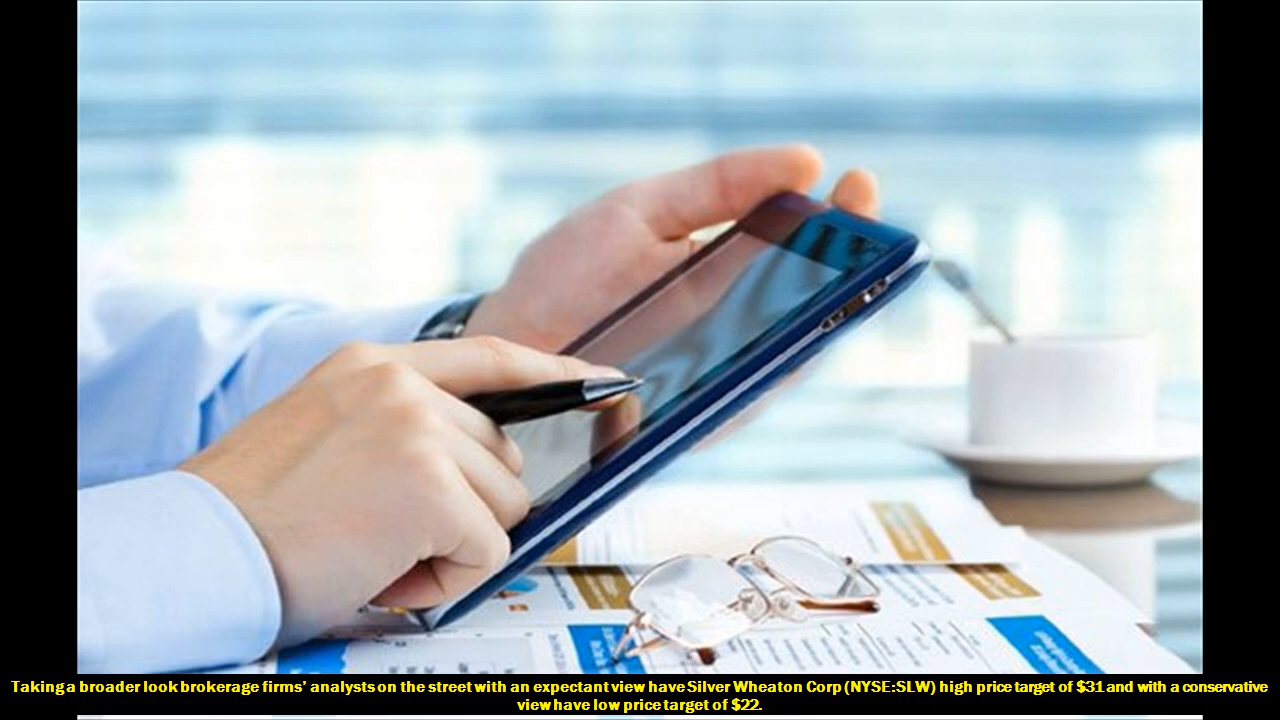 Taking a broader look brokerage firms’ analysts on the street with an expectant view have Silver Wheaton Corp (NYSE:SLW) high price target of $31 and with a conservative
view have low price target of $22.